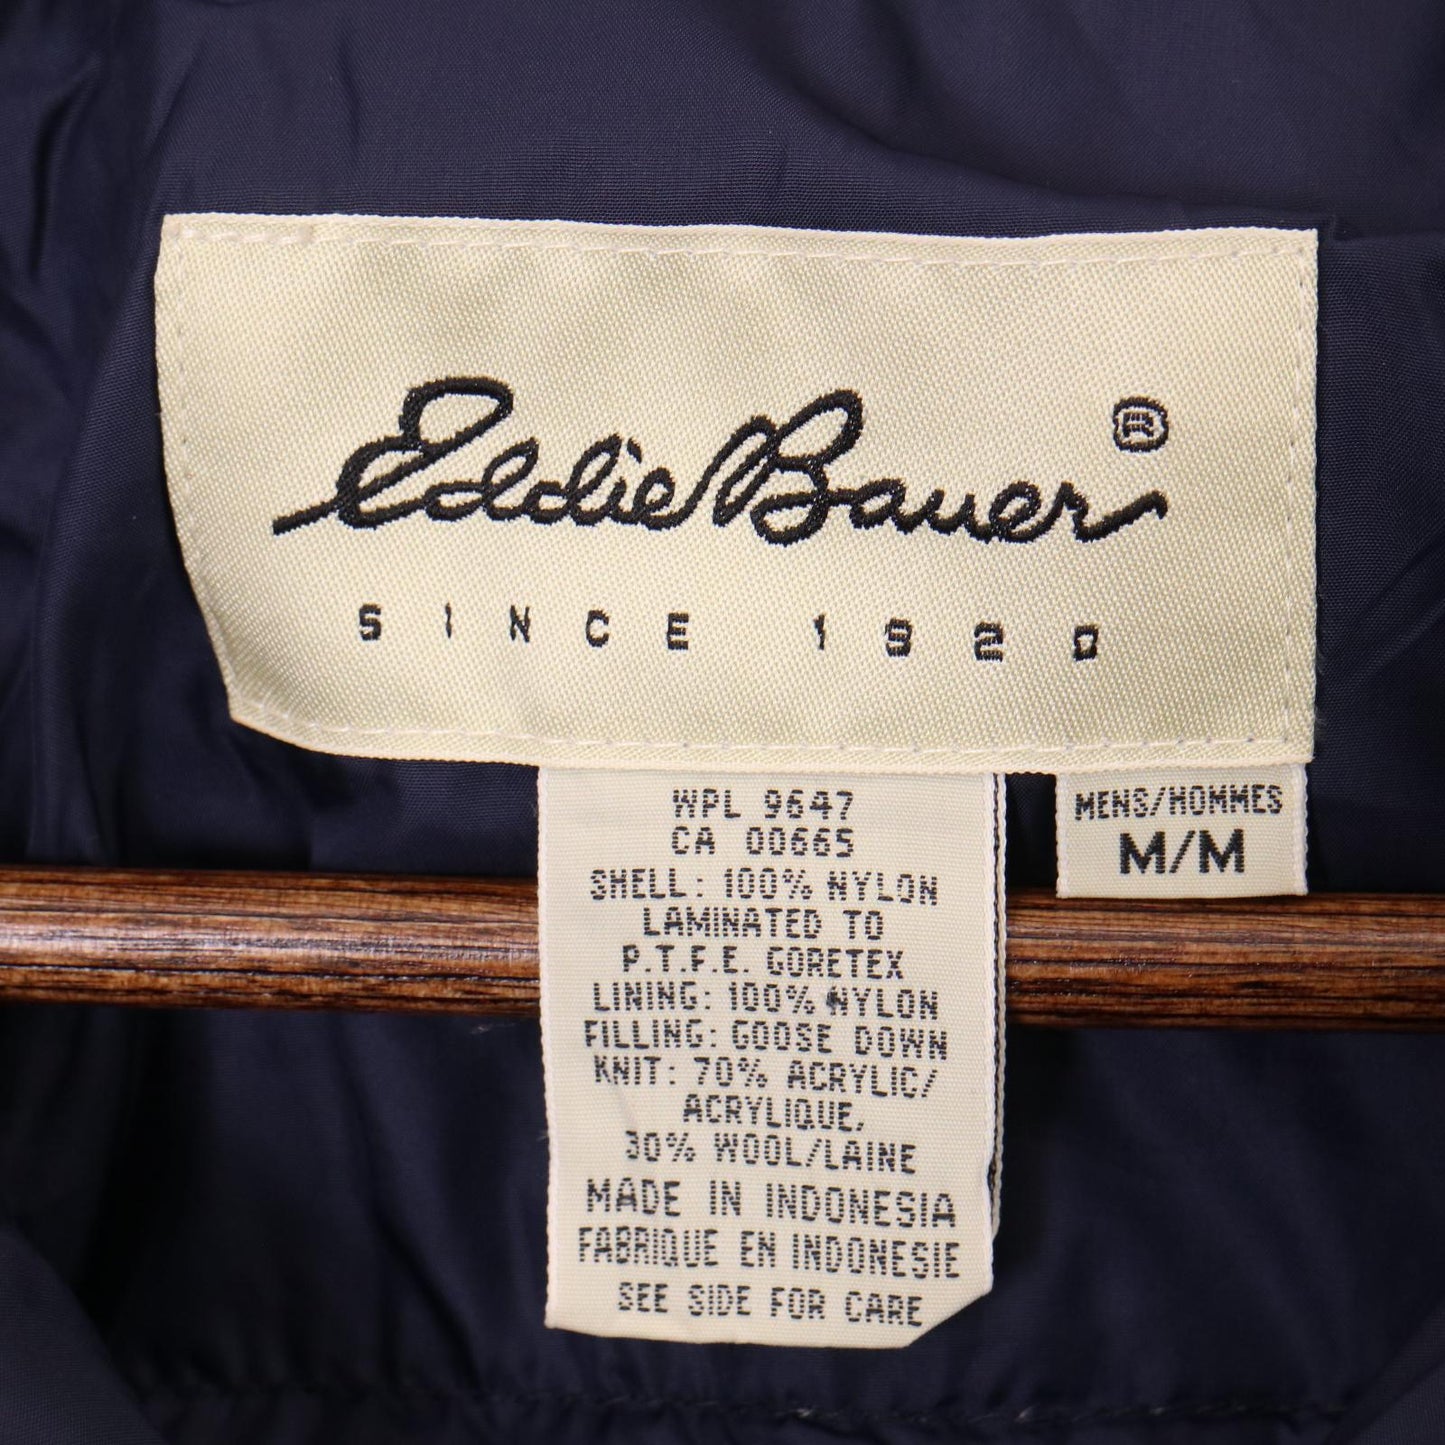 Eddie Bauer ®
SINCE 1920
WPL 9647
CA 00665
SHELL: 100% NYLON
LAMINATED TO
P.T.F.E. GORETEX
LINING: 100% NYLON
FILLING: GOOSE DOWN
KNIT: 70% ACRYLIC/
ACRYLIQUE,
30% WOOL/LAINE
MADE IN INDONESIA
FABRIQUE EN INDONESIE
SEE SIDE FOR CARE
MENS/HOMMES
M/M